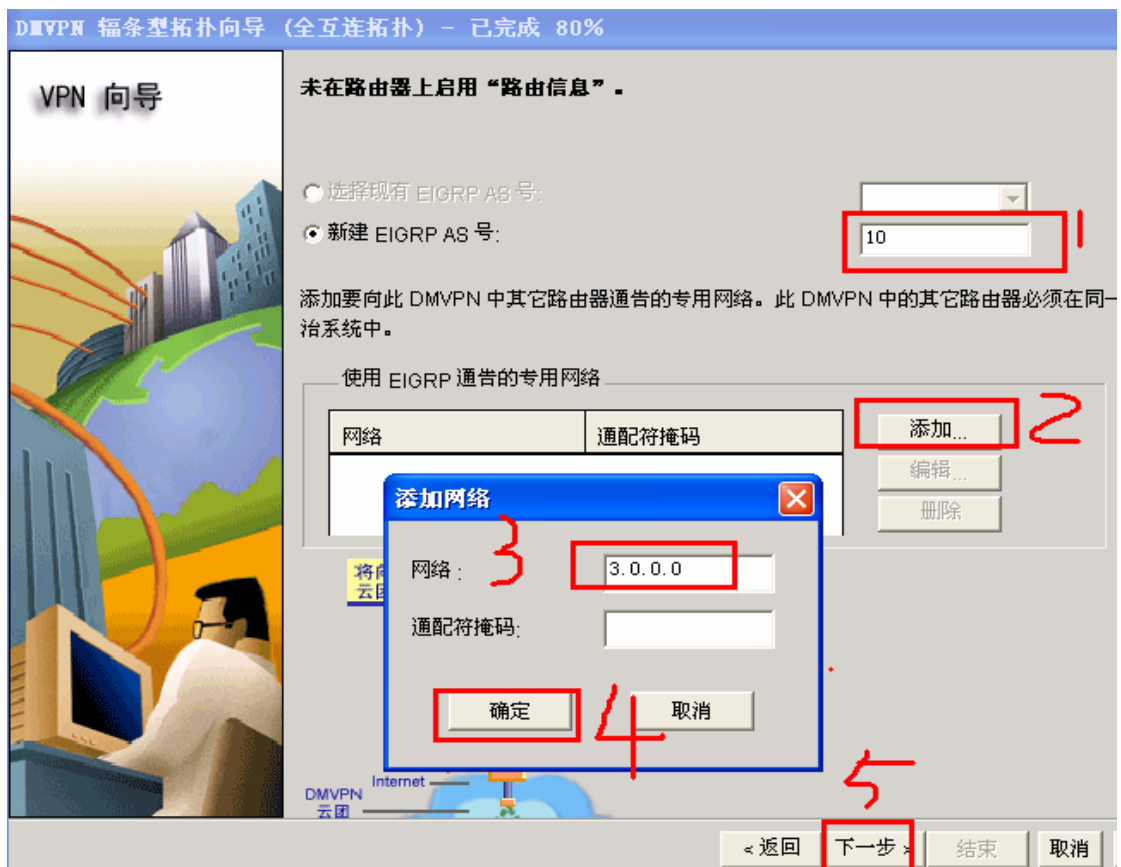 DMVPN 辐条型拓扑向导 (全互连拓扑) - 已完成 80%
VPN 向导
未在路由器上启用“路由信息”.
选择现有 EIGRP AS 号:
新建 EIGRP AS 号:
10
1
添加要向此 DMVPN 中其它路由器通告的专用网络。此 DMVPN 中的其它路由器必须在同一
治系统中。
使用 EIGRP 通告的专用网络
网络
通配符掩码
添加...
2
编辑...
删除
添加网络
3
网络:
3.0.0.0
通配符掩码:
确定
4
取消
将向
云团
Internet
DMVPN
云团
5
<返回
下一步 >
结束
取消